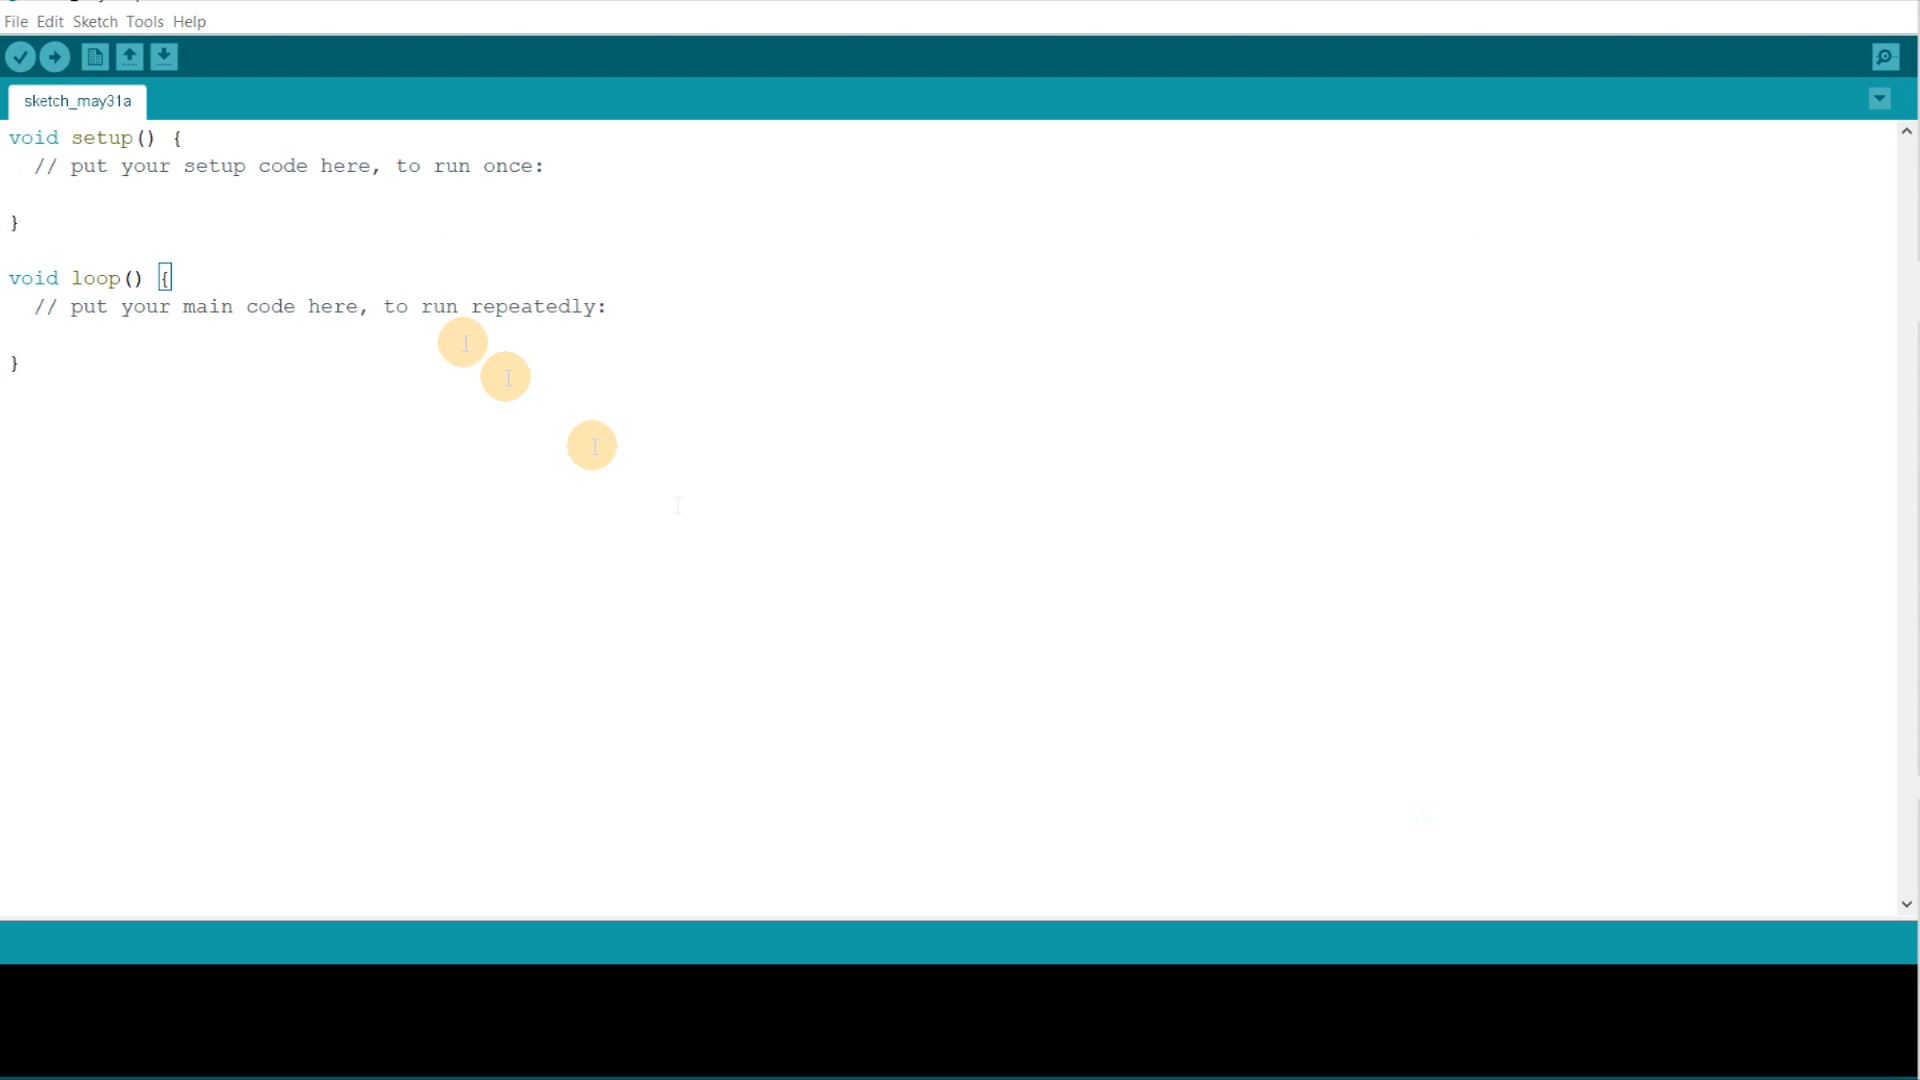 File Edit Sketch Tools Help
sketch_may31a
void setup() {
// put your setup code here, to run once:
}
void loop() {
// put your main code here, to run repeatedly:
}